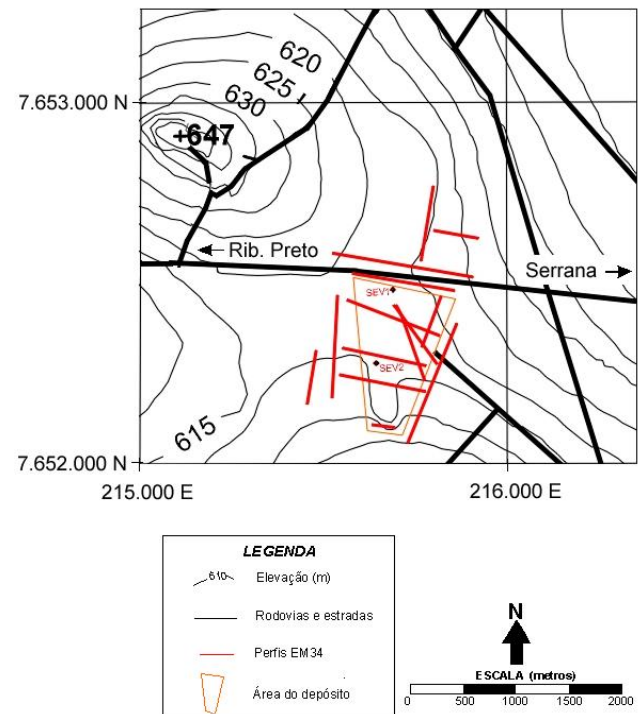 620
625
630
7.653.000 N
+647
← Rib. Preto
Serrana →
SEV1
SEV2
615
7.652.000 N
215.000 E
216.000 E
LEGENDA
610 Elevação (m)
Rodovias e estradas
Perfis EM34
Área do depósito
N
ESCALA (metros)
0 500 1000 1500 2000